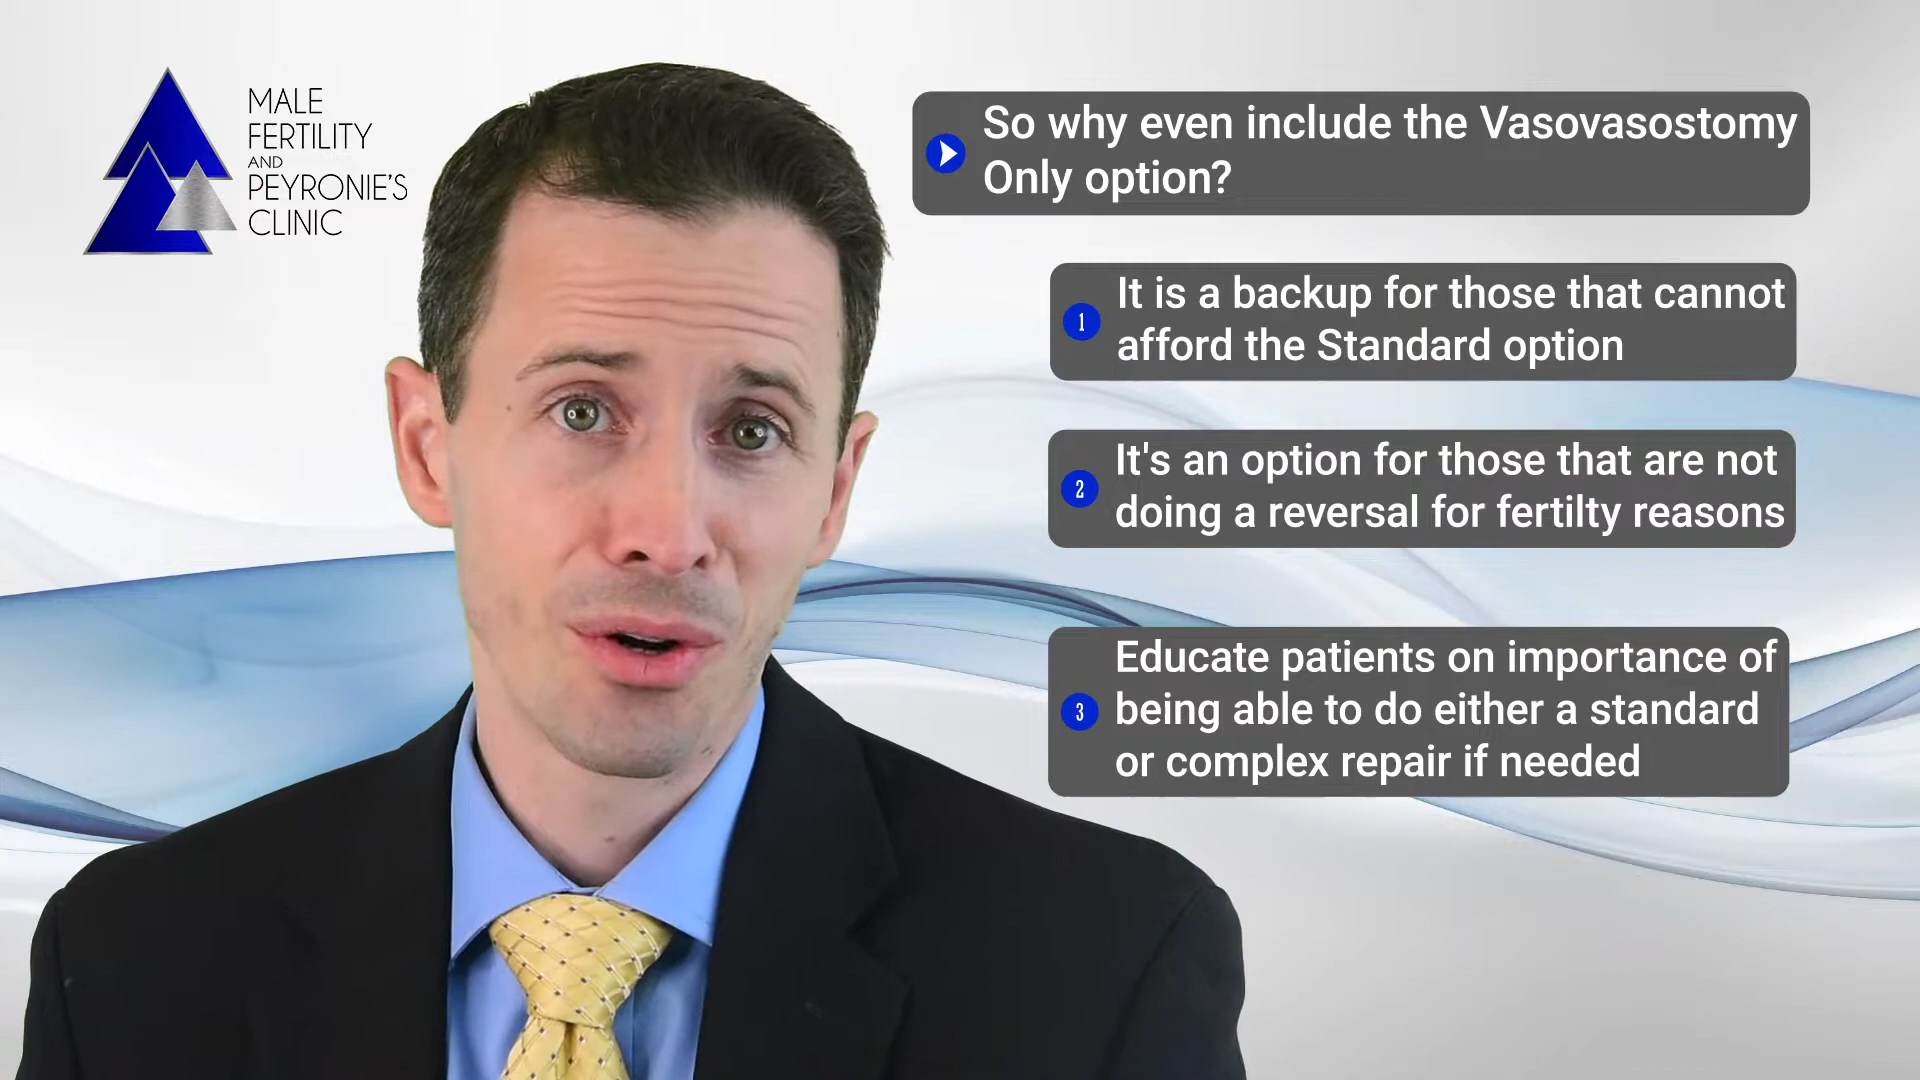 MALE
FERTILITY
AND
PEYRONIE'S
CLINIC
So why even include the Vasovasostomy
Only option?
1
It is a backup for those that cannot
afford the Standard option
2
It's an option for those that are not
doing a reversal for fertilty reasons
3
Educate patients on importance of
being able to do either a standard
or complex repair if needed